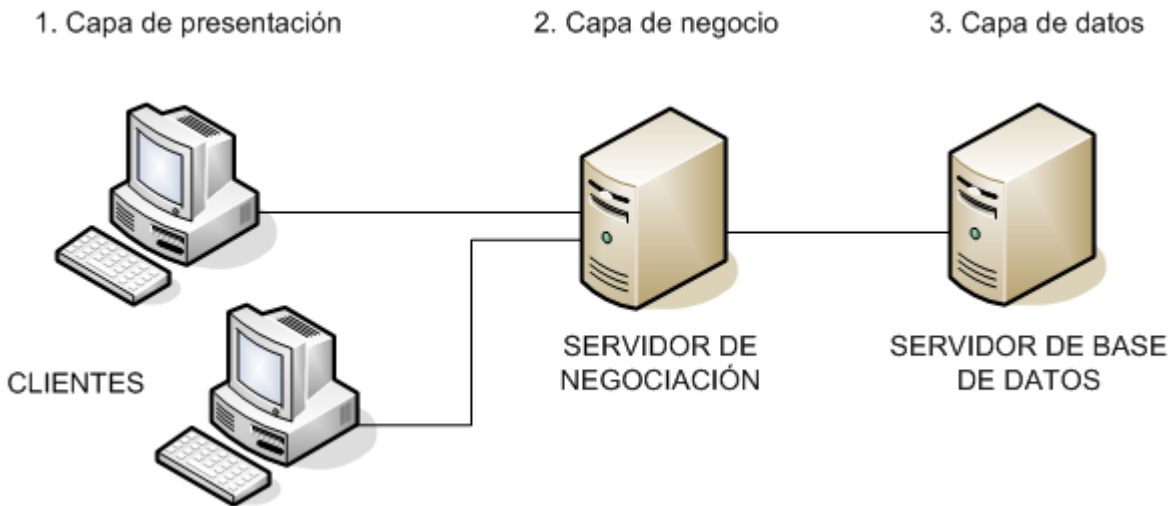 1. Capa de presentación
2. Capa de negocio
3. Capa de datos
CLIENTES
SERVIDOR DE
NEGOCIACIÓN
SERVIDOR DE BASE
DE DATOS